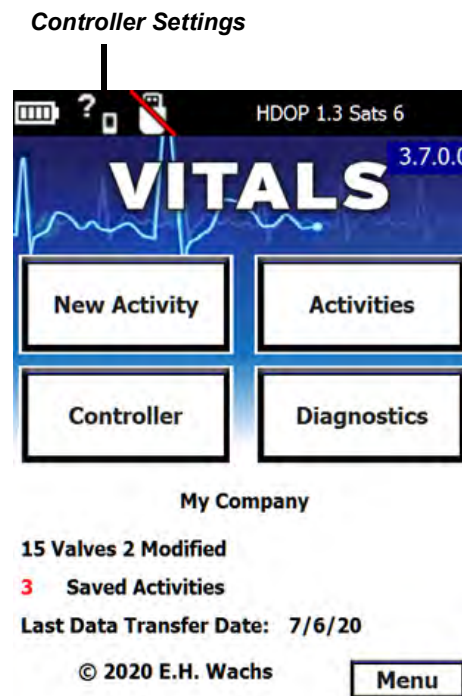 Controller Settings
?
HDOP 1.3 Sats 6
VITALS
3.7.0.0
New Activity
Activities
Controller
Diagnostics
My Company
15 Valves 2 Modified
3 Saved Activities
Last Data Transfer Date: 7/6/20
© 2020 E.H. Wachs
Menu